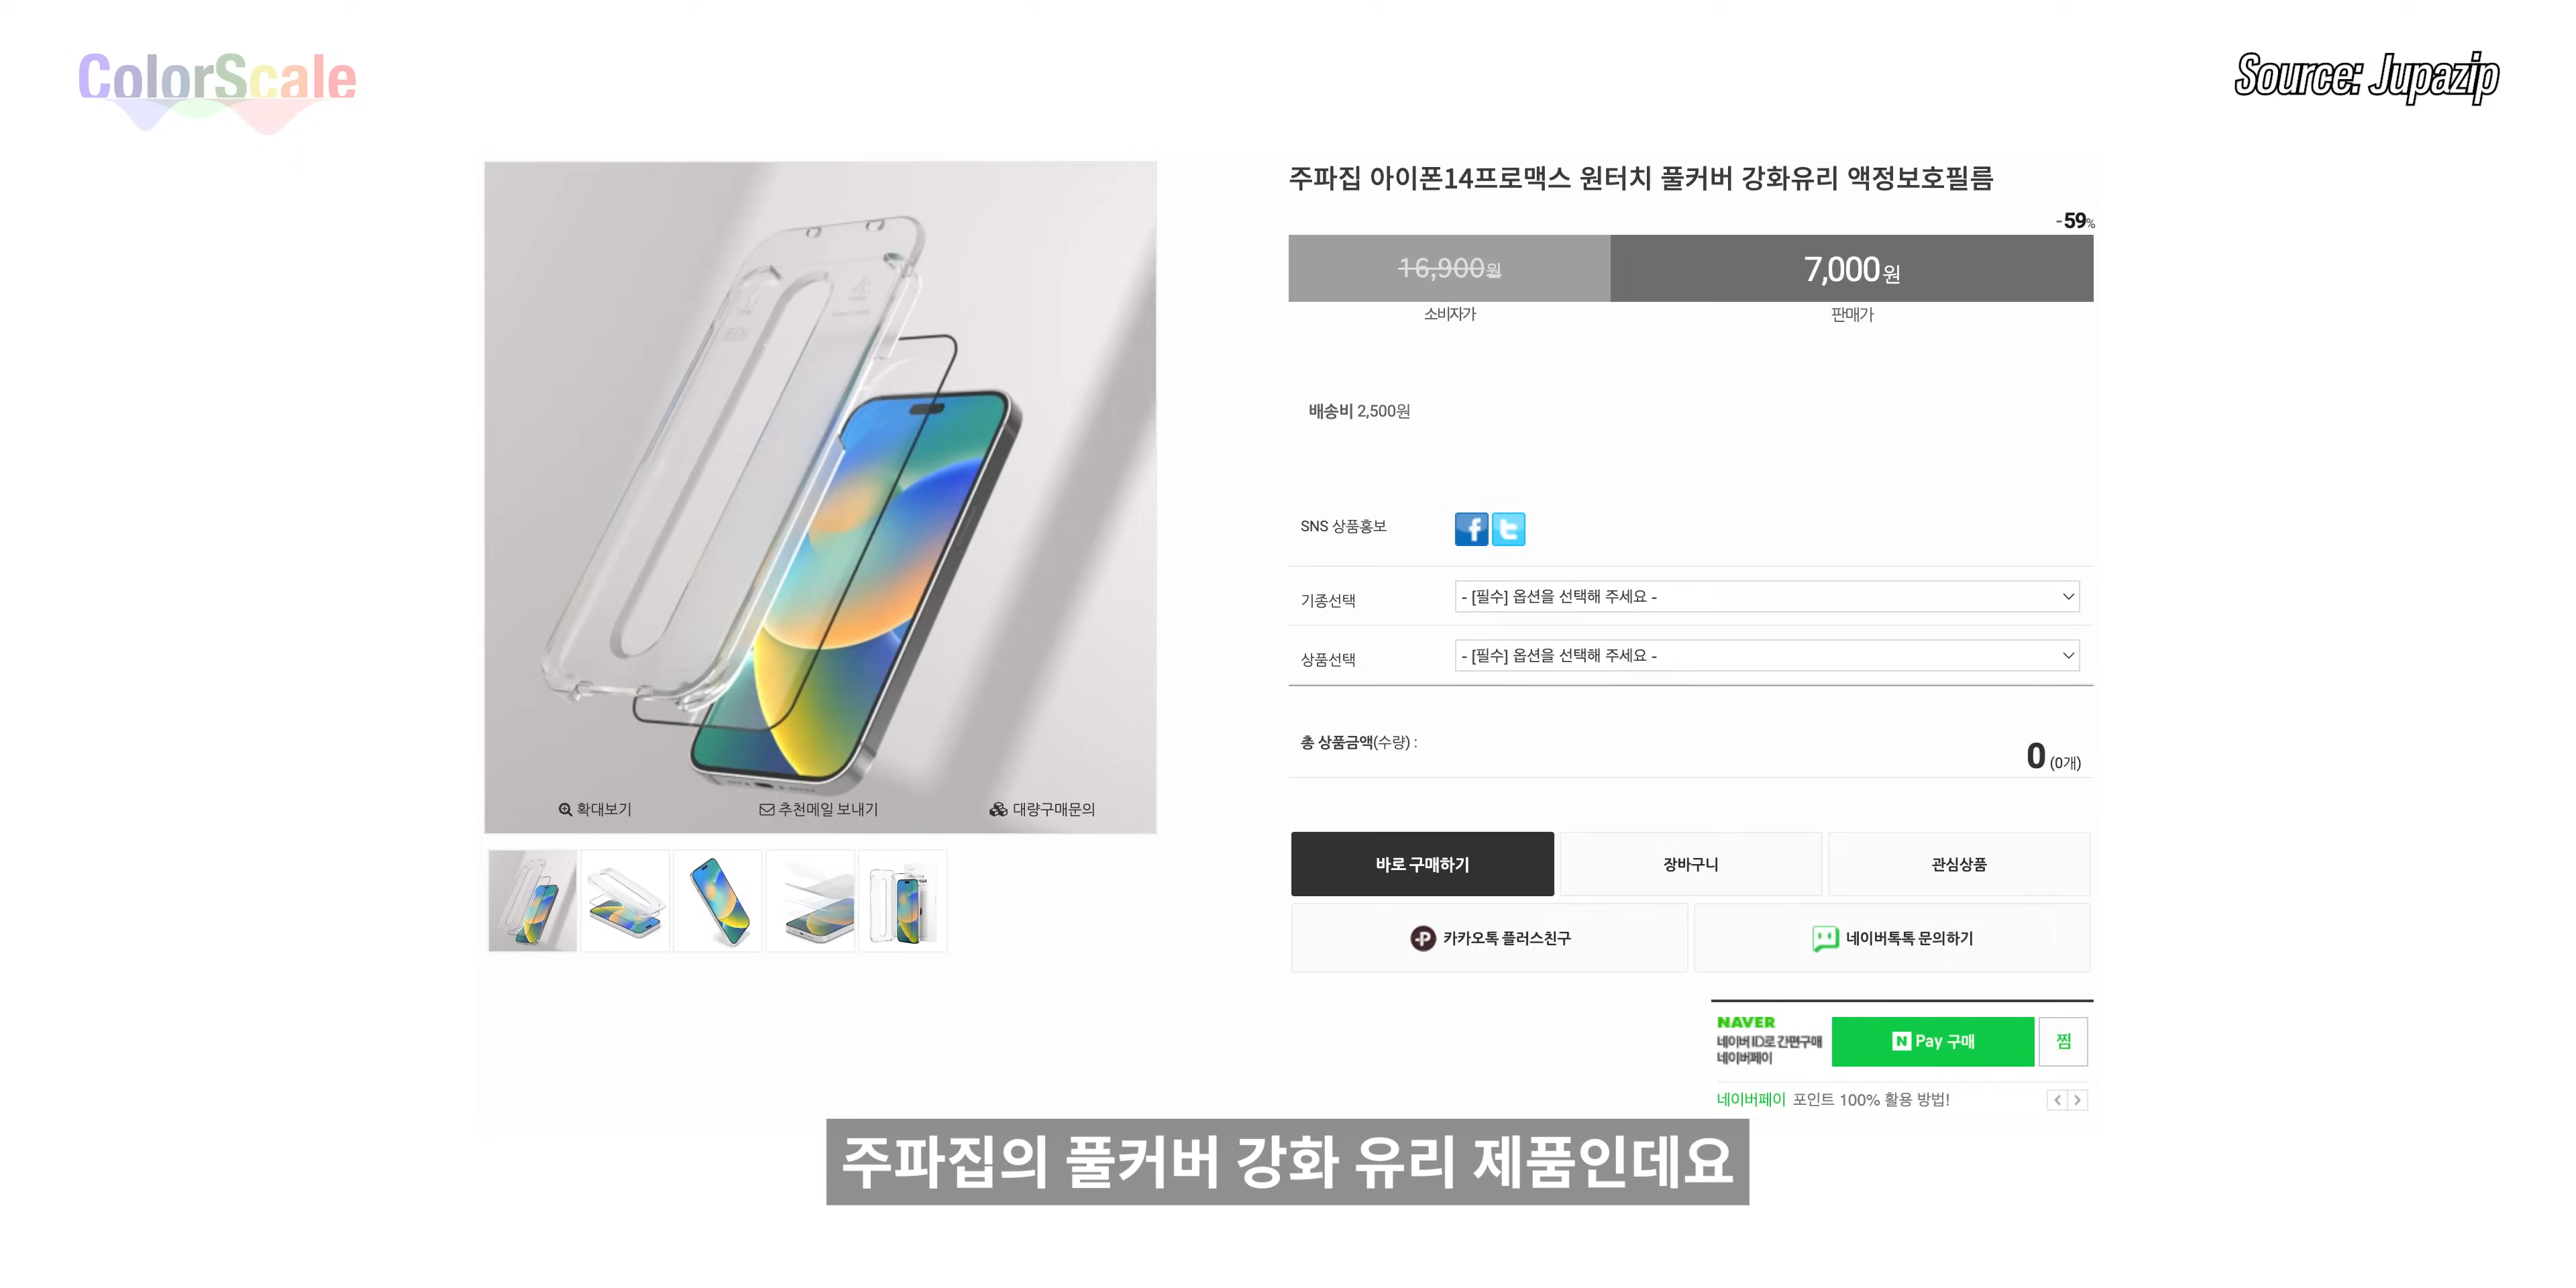 ColorScale
Source: Jupazip
주파집 아이폰14프로맥스 원터치 풀커버 강화유리 액정보호필름
-59%
16,900원
7,000원
소비자가
판매가
배송비 2,500원
SNS 상품홍보
기종선택
- [필수] 옵션을 선택해 주세요 -
상품선택
- [필수] 옵션을 선택해 주세요 -
총 상품금액(수량) :
0 (0개)
확대보기
추천메일 보내기
대량구매문의
바로 구매하기
장바구니
관심상품
카카오톡 플러스친구
네이버톡톡 문의하기
NAVER
네이버 ID로 간편구매
네이버페이
N Pay 구매
찜
네이버페이 포인트 100% 활용 방법!
주파집의 풀커버 강화 유리 제품인데요